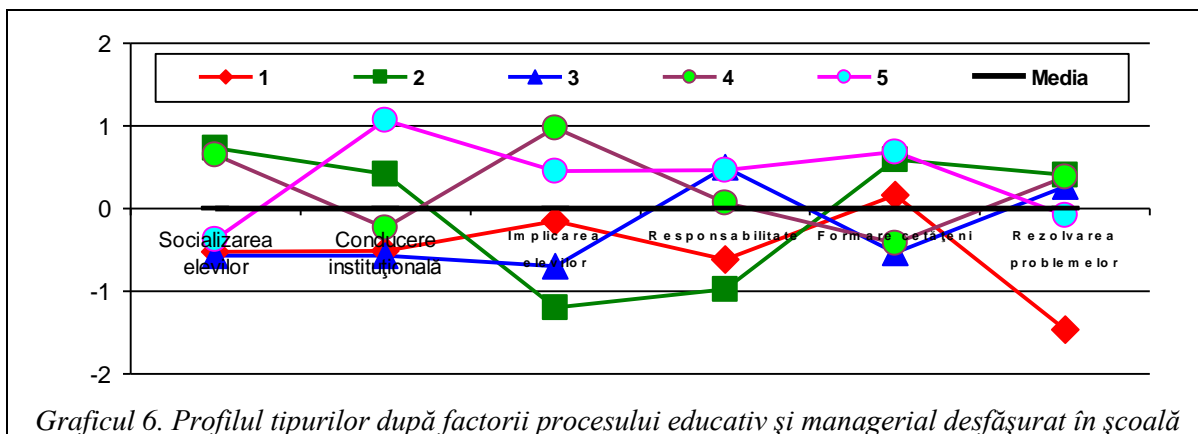 2
1 2 3 4 5 Media
1
0
Socializarea elevilor
Conducero instituţională
Implicarea elevilor
Responsabilitate
Formare cetăţeni
Rezolvarea problemelor
-1
-2
Graficul 6. Profilul tipurilor după factorii procesului educativ şi managerial desfăşurat în şcoală